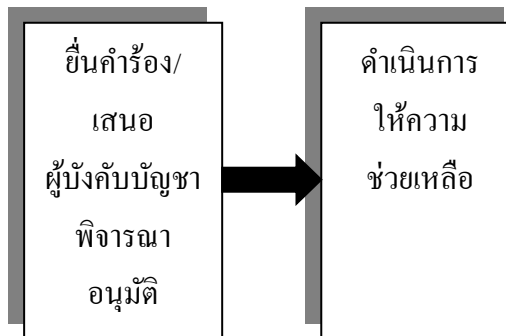 ยื่นคำร้อง/
เสนอ
ผู้บังคับบัญชา
พิจารณา
อนุมัติ
ดำเนินการ
ให้ความ
ช่วยเหลือ